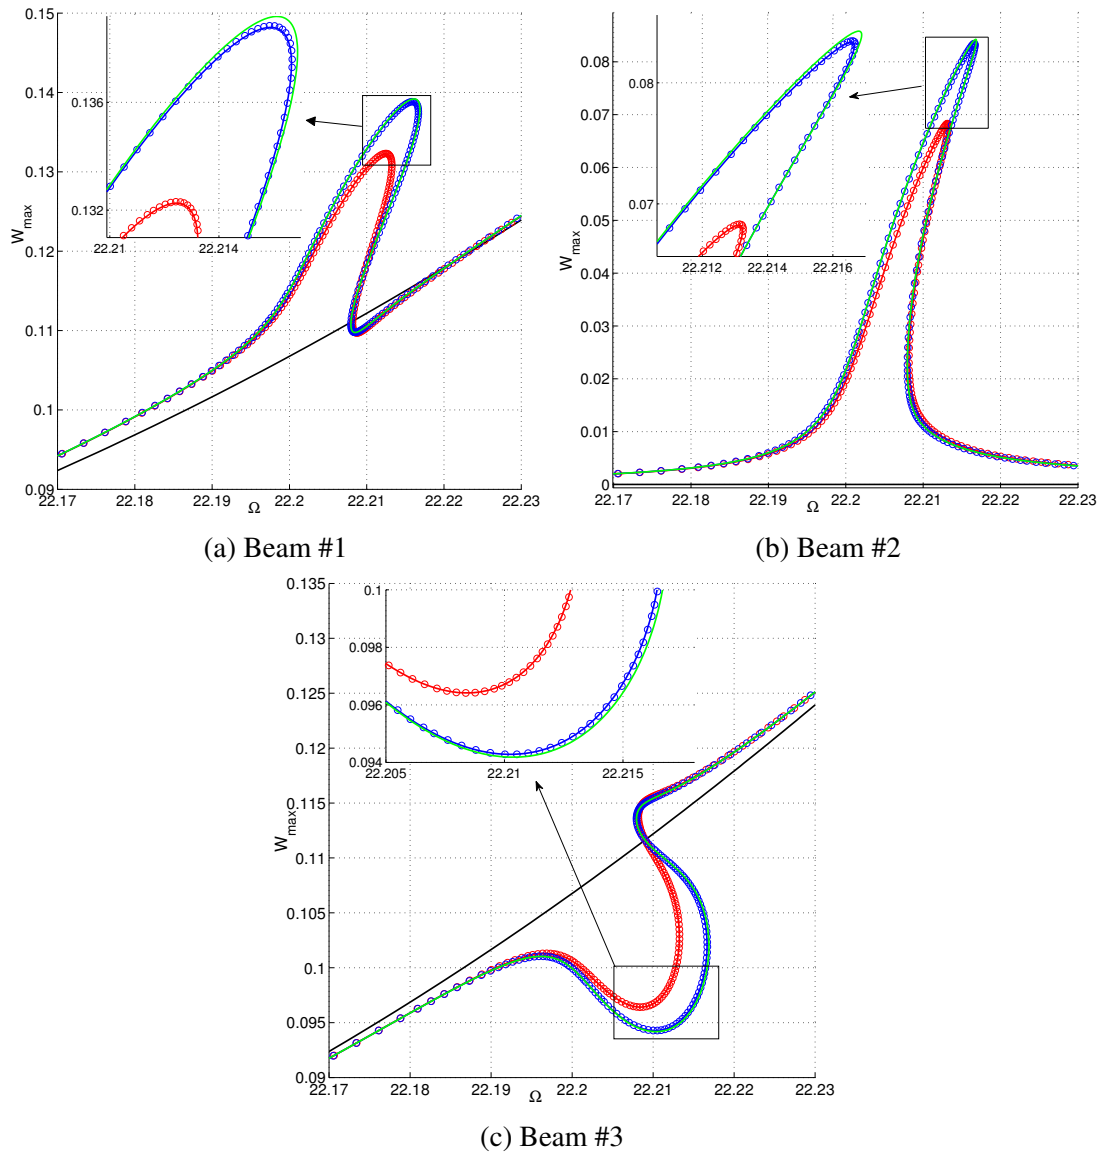 0.15
0.14
0.13
0.12
0.11
0.1
0.09
W_max
0.136
0.132
22.21 22.214
22.17 22.18 22.19 22.2 22.21 22.22 22.23
Ω
(a) Beam #1
0.08
0.07
0.06
0.05
0.04
0.03
0.02
0.01
0
W_max
0.08
0.07
22.212 22.214 22.216
22.17 22.18 22.19 22.2 22.21 22.22 22.23
Ω
(b) Beam #2
0.135
0.13
0.125
0.12
0.115
0.11
0.105
0.1
0.095
0.09
W_max
0.1
0.098
0.096
0.094
22.205 22.21 22.215
22.17 22.18 22.19 22.2 22.21 22.22 22.23
Ω
(c) Beam #3